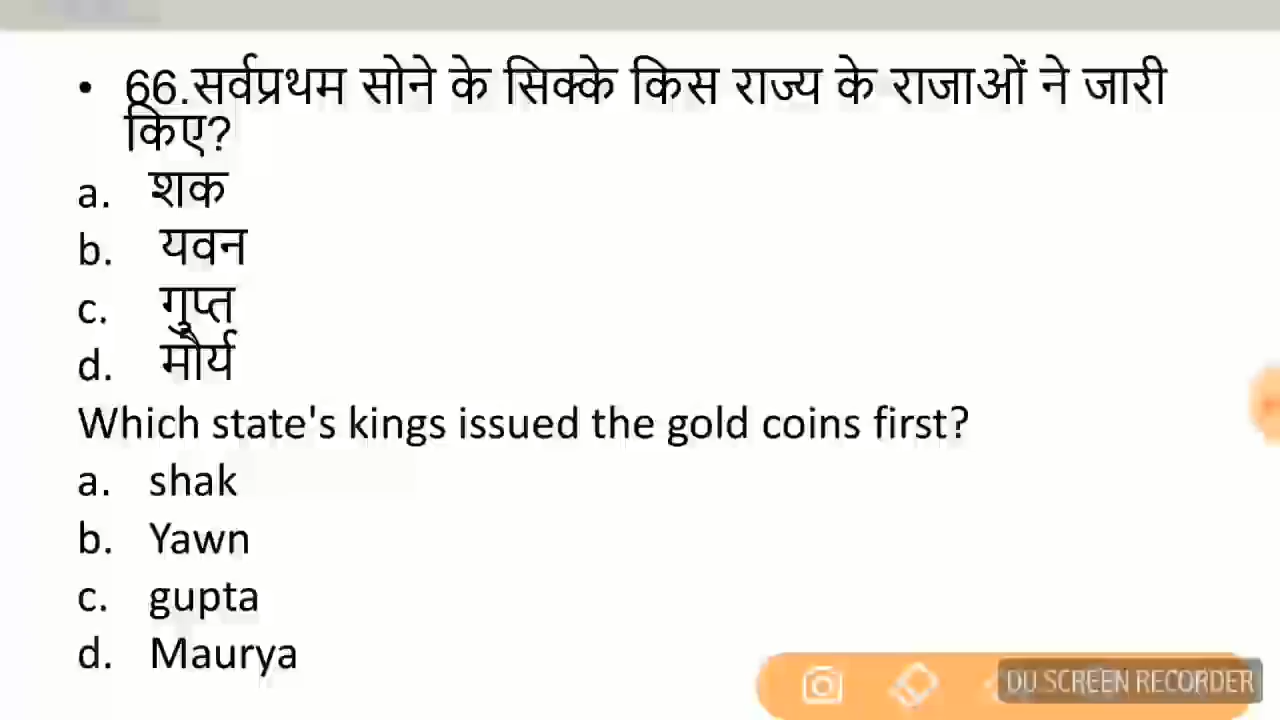 • 66.सर्वप्रथम सोने के सिक्के किस राज्य के राजाओं ने जारी
किए?
a. शक
b. यवन
c. गुप्त
d. मौर्य
Which state's kings issued the gold coins first?
a. shak
b. Yawn
c. gupta
d. Maurya
DU SCREEN RECORDER